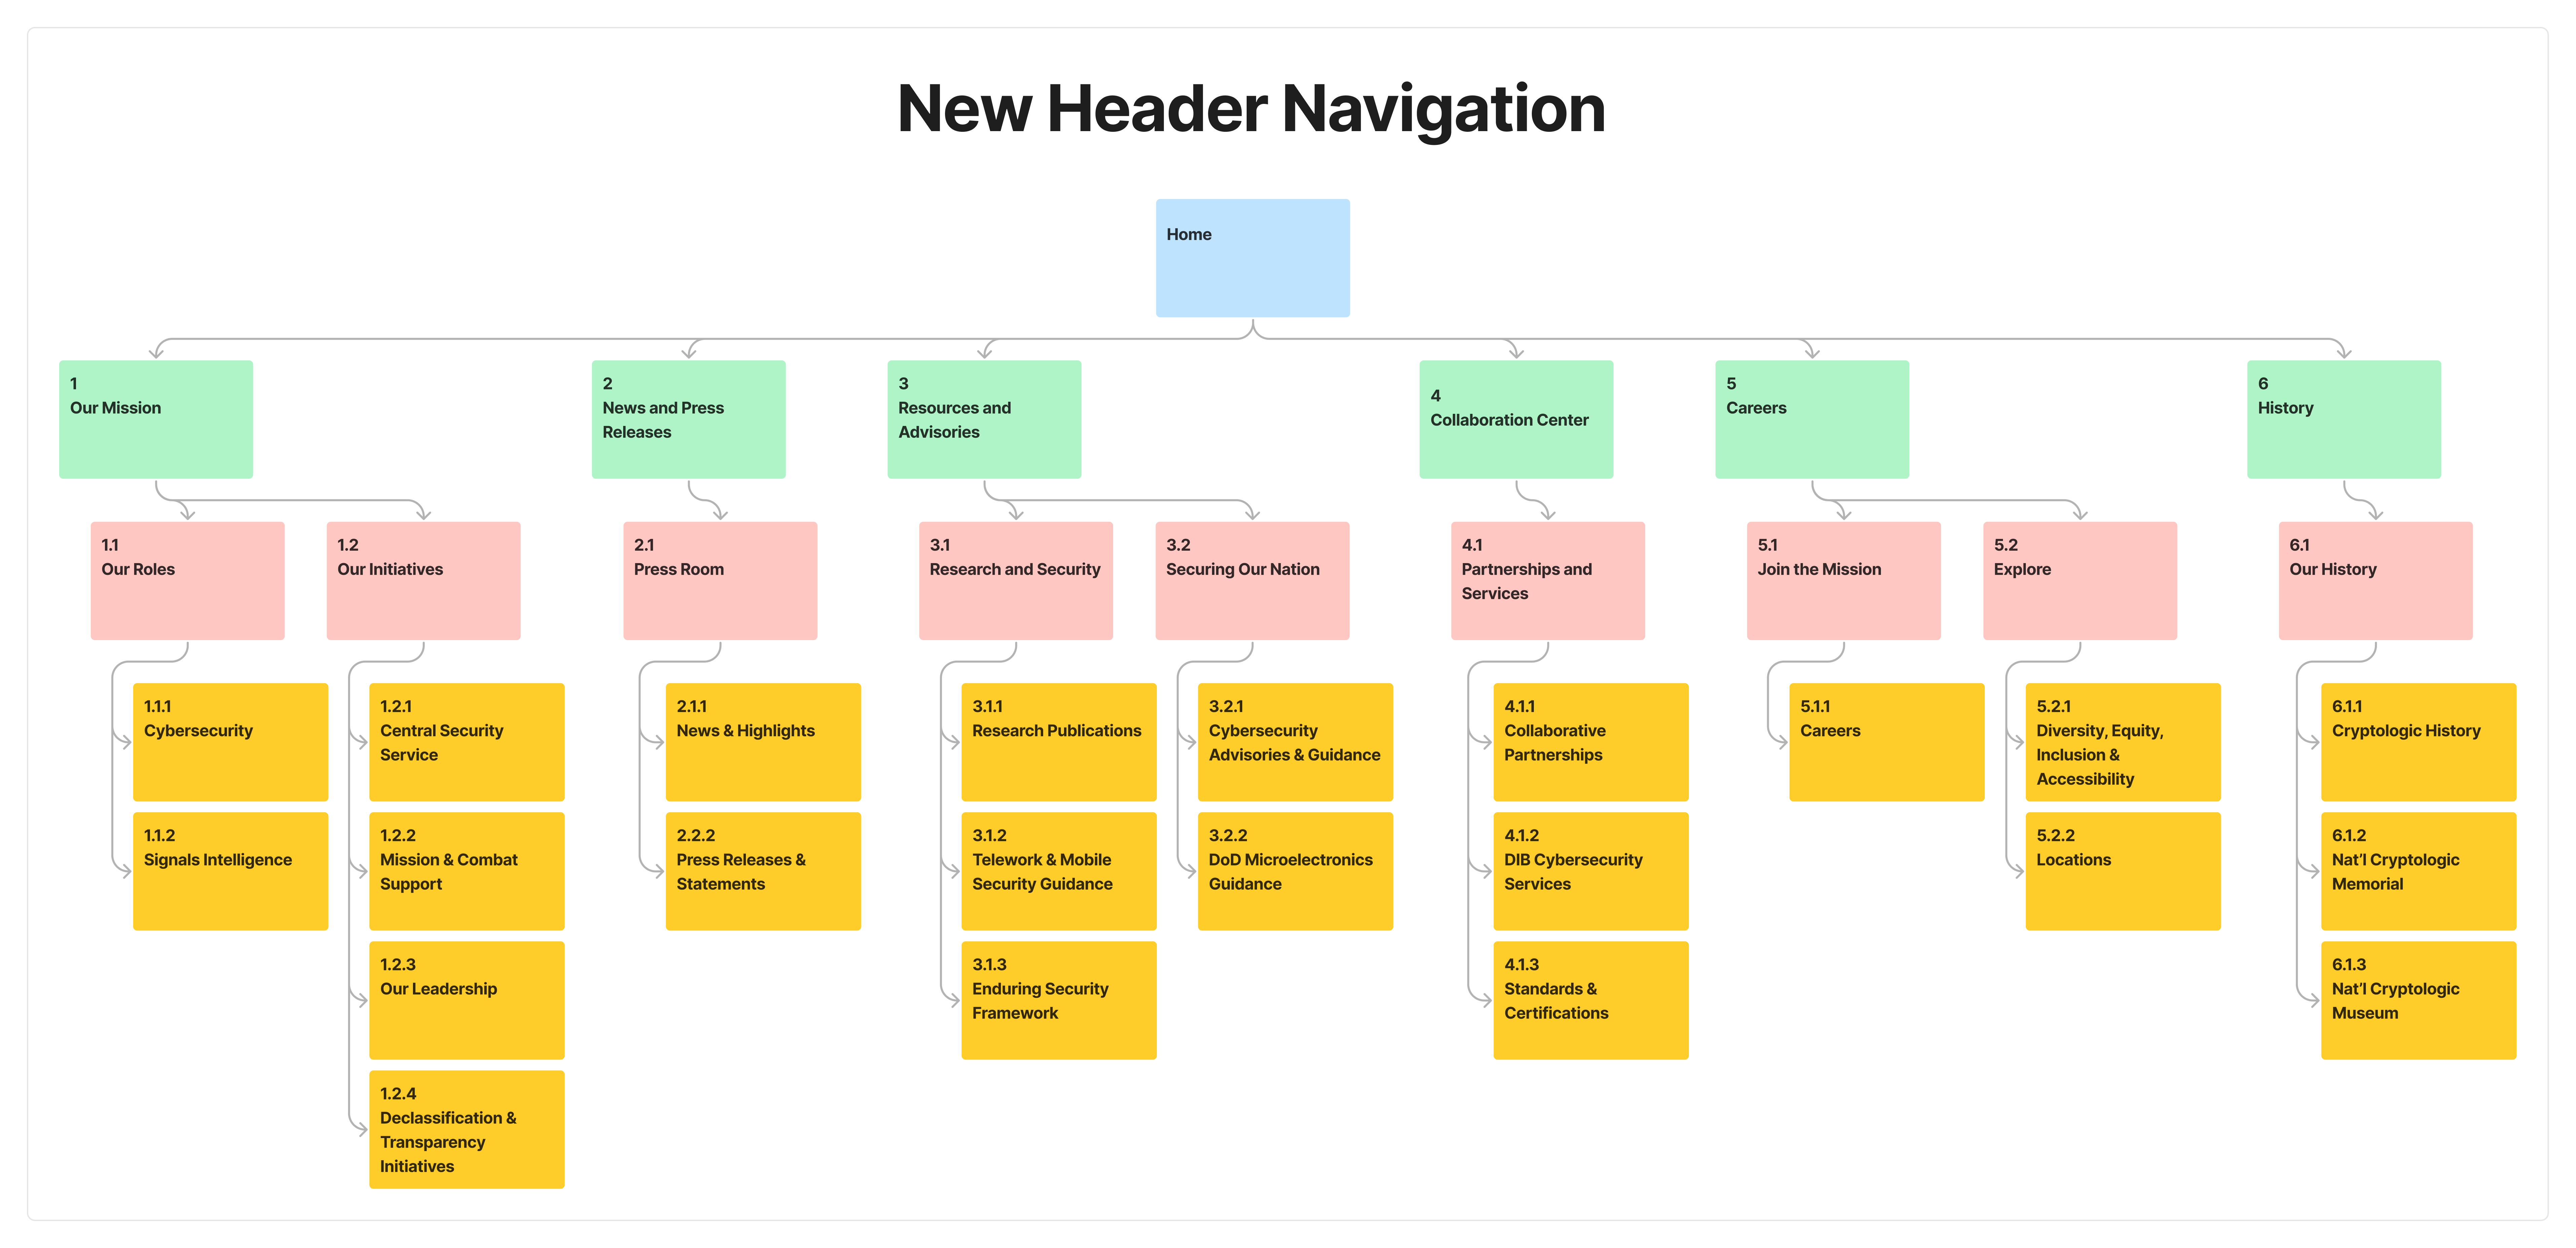 New Header Navigation
Home
1
Our Mission
2
News and Press
Releases
3
Resources and
Advisories
4
Collaboration Center
5
Careers
6
History
1.1
Our Roles
1.2
Our Initiatives
2.1
Press Room
3.1
Research and Security
3.2
Securing Our Nation
4.1
Partnerships and
Services
5.1
Join the Mission
5.2
Explore
6.1
Our History
1.1.1
Cybersecurity
1.1.2
Signals Intelligence
1.2.1
Central Security
Service
1.2.2
Mission & Combat
Support
1.2.3
Our Leadership
1.2.4
Declassification &
Transparency
Initiatives
2.1.1
News & Highlights
2.2.2
Press Releases &
Statements
3.1.1
Research Publications
3.1.2
Telework & Mobile
Security Guidance
3.1.3
Enduring Security
Framework
3.2.1
Cybersecurity
Advisories & Guidance
3.2.2
DoD Microelectronics
Guidance
4.1.1
Collaborative
Partnerships
4.1.2
DIB Cybersecurity
Services
4.1.3
Standards &
Certifications
5.1.1
Careers
5.2.1
Diversity, Equity,
Inclusion &
Accessibility
5.2.2
Locations
6.1.1
Cryptologic History
6.1.2
Nat’l Cryptologic
Memorial
6.1.3
Nat’l Cryptologic
Museum